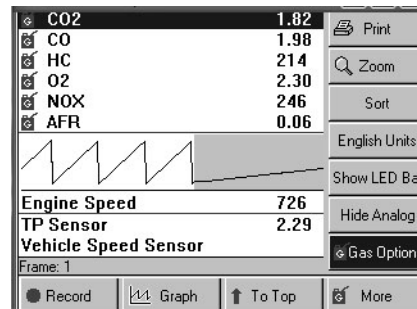 CO2 1.82
CO 1.98
HC 214
O2 2.30
NOX 246
AFR 0.06
Engine Speed 726
TP Sensor 2.29
Vehicle Speed Sensor
Frame: 1
Print
Zoom
Sort
English Units
Show LED Ba
Hide Analog
G Gas Option
Record
Graph
To Top
More